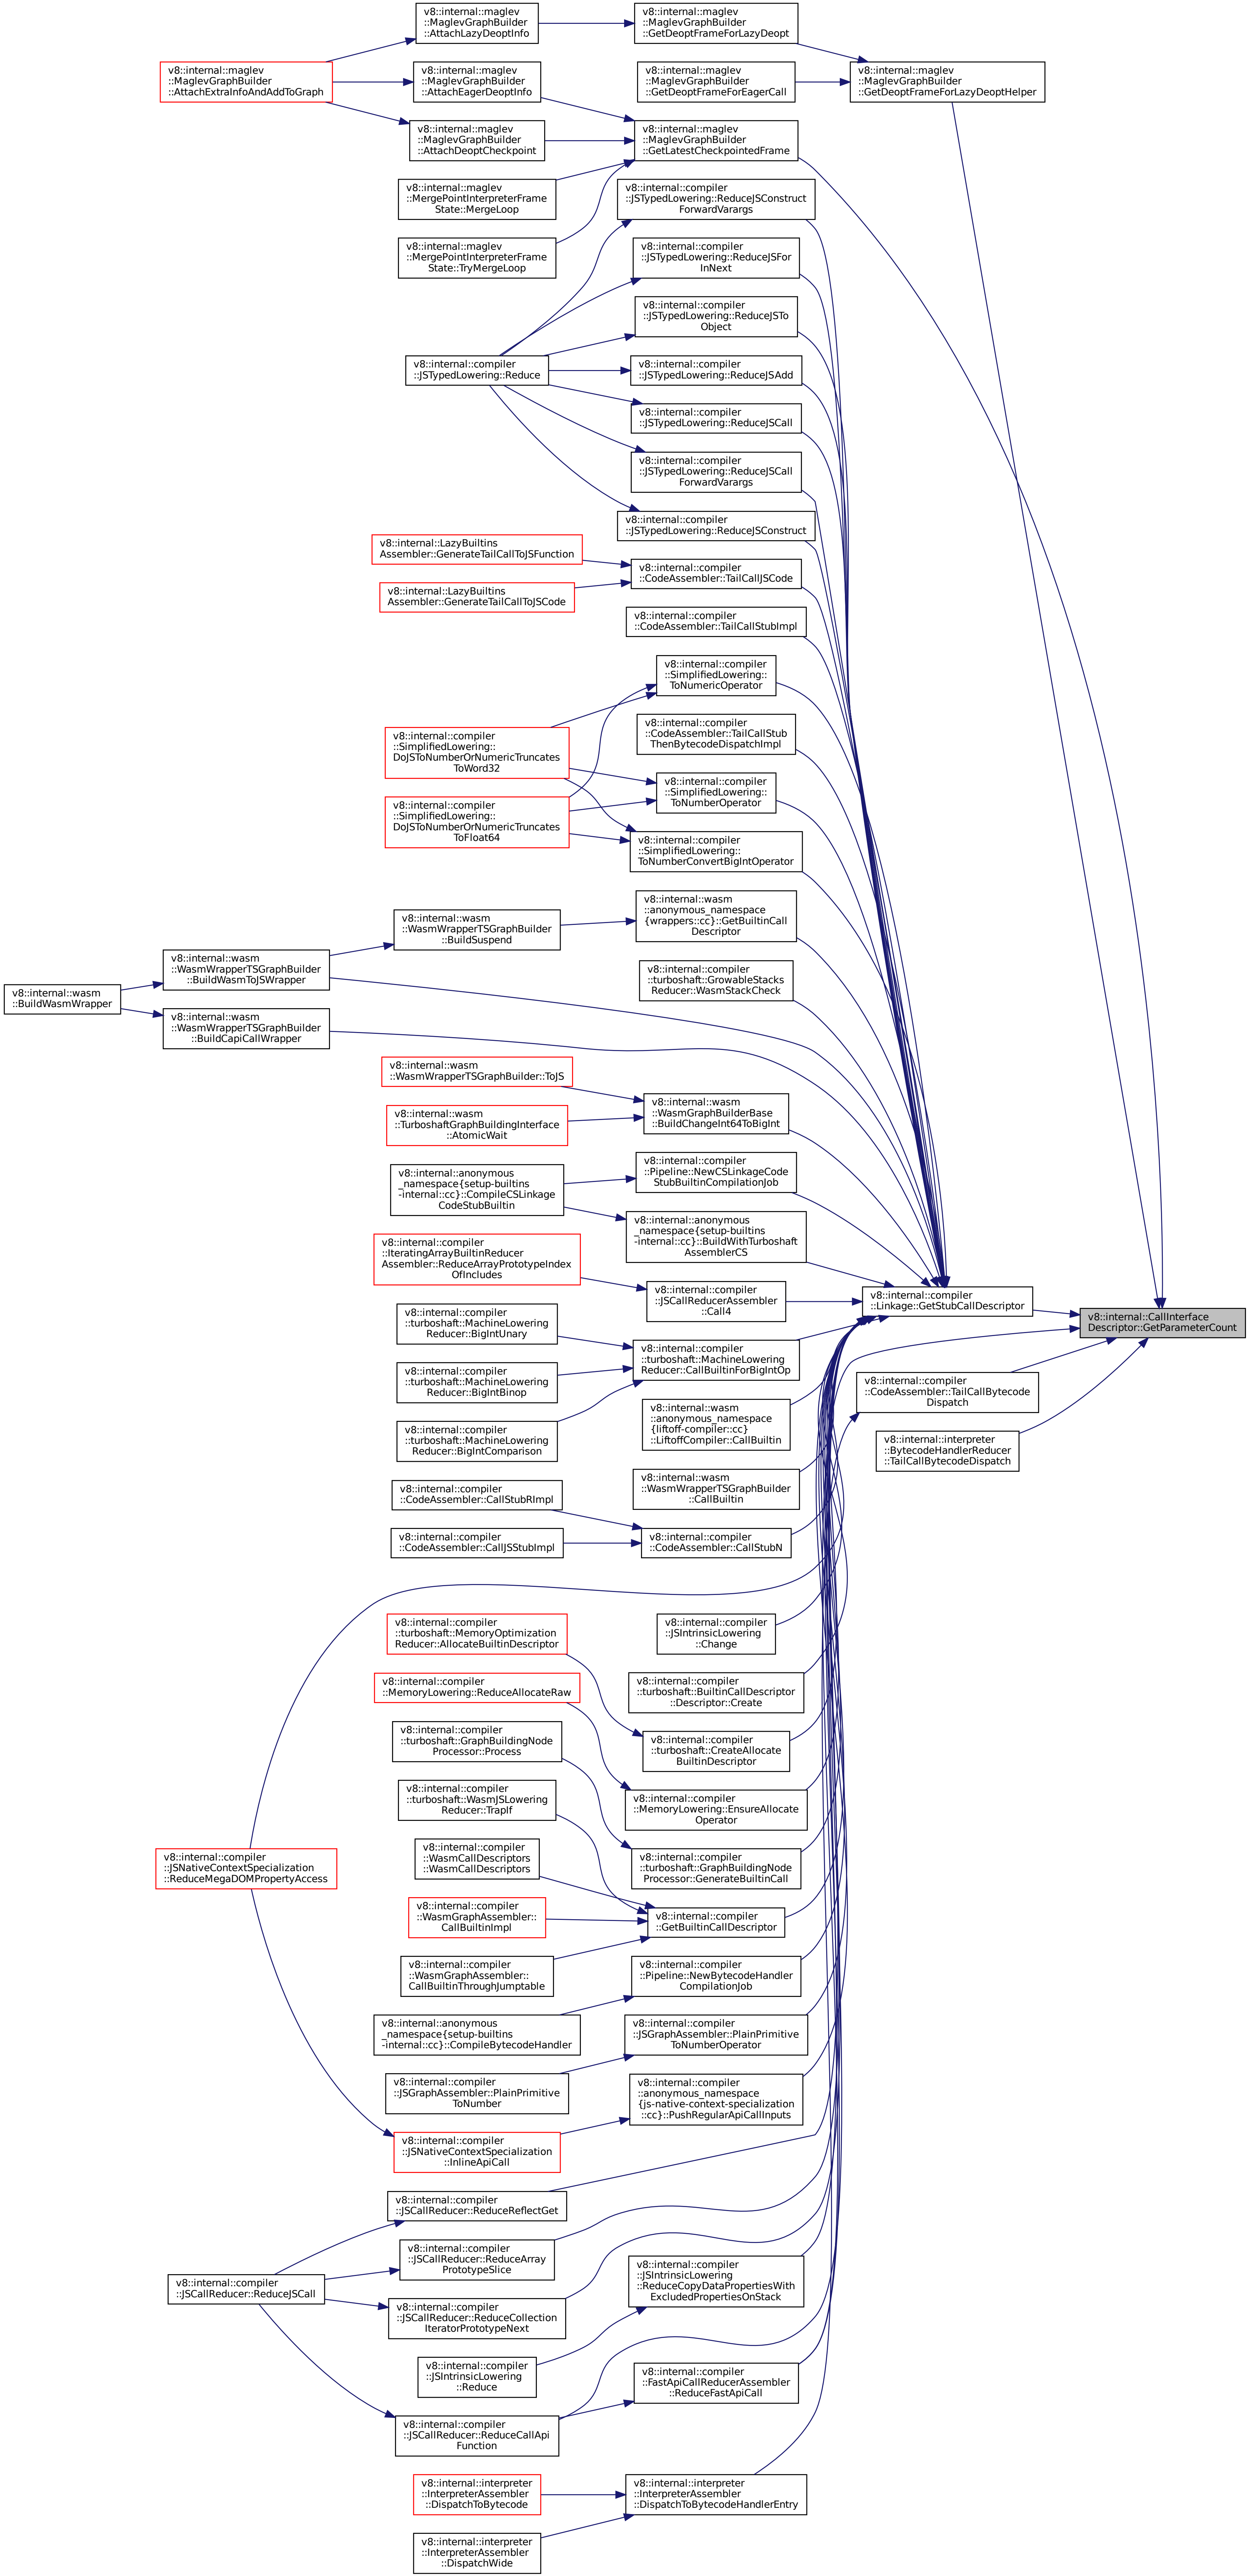 v8::internal::maglev
::MaglevGraphBuilder
::AttachLazyDeoptInfo
v8::internal::maglev
::MaglevGraphBuilder
::GetDeoptFrameForLazyDeopt
v8::internal::maglev
::MaglevGraphBuilder
::AttachExtraInfoAndAddToGraph
v8::internal::maglev
::MaglevGraphBuilder
::AttachEagerDeoptInfo
v8::internal::maglev
::MaglevGraphBuilder
::GetDeoptFrameForEagerCall
v8::internal::maglev
::MaglevGraphBuilder
::GetDeoptFrameForLazyDeoptHelper
v8::internal::maglev
::MaglevGraphBuilder
::AttachDeoptCheckpoint
v8::internal::maglev
::MaglevGraphBuilder
::GetLatestCheckpointedFrame
v8::internal::maglev
::MergePointInterpreterFrame
State::MergeLoop
v8::internal::compiler
::JSTypedLowering::ReduceJSConstruct
ForwardVarargs
v8::internal::maglev
::MergePointInterpreterFrame
State::TryMergeLoop
v8::internal::compiler
::JSTypedLowering::ReduceJSFor
InNext
v8::internal::compiler
::JSTypedLowering::ReduceJSTo
Object
v8::internal::compiler
::JSTypedLowering::Reduce
v8::internal::compiler
::JSTypedLowering::ReduceJSAdd
v8::internal::compiler
::JSTypedLowering::ReduceJSCall
v8::internal::compiler
::JSTypedLowering::ReduceJSCall
ForwardVarargs
v8::internal::compiler
::JSTypedLowering::ReduceJSConstruct
v8::internal::LazyBuiltins
Assembler::GenerateTailCallToJSFunction
v8::internal::compiler
::CodeAssembler::TailCallJSCode
v8::internal::LazyBuiltins
Assembler::GenerateTailCallToJSCode
v8::internal::compiler
::CodeAssembler::TailCallStubImpl
v8::internal::compiler
::SimplifiedLowering::
ToNumericOperator
v8::internal::compiler
::CodeAssembler::TailCallStub
ThenBytecodeDispatchImpl
v8::internal::compiler
::SimplifiedLowering::
DoJSToNumberOrNumericTruncates
ToWord32
v8::internal::compiler
::SimplifiedLowering::
ToNumberOperator
v8::internal::compiler
::SimplifiedLowering::
DoJSToNumberOrNumericTruncates
ToFloat64
v8::internal::compiler
::SimplifiedLowering::
ToNumberConvertBigIntOperator
v8::internal::wasm
::anonymous_namespace
{wrappers::cc}::GetBuiltinCall
Descriptor
v8::internal::wasm
::WasmWrapperTSGraphBuilder
::BuildSuspend
v8::internal::wasm
::WasmWrapperTSGraphBuilder
::BuildWasmToJSWrapper
v8::internal::compiler
::turboshaft::GrowableStacks
Reducer::WasmStackCheck
v8::internal::wasm
::BuildWasmWrapper
v8::internal::wasm
::WasmWrapperTSGraphBuilder
::BuildCapiCallWrapper
v8::internal::wasm
::WasmWrapperTSGraphBuilder::ToJS
v8::internal::wasm
::WasmGraphBuilderBase
::BuildChangeInt64ToBigInt
v8::internal::wasm
::TurboshaftGraphBuildingInterface
::AtomicWait
v8::internal::compiler
::Pipeline::NewCSLinkageCode
StubBuiltinCompilationJob
v8::internal::anonymous
_namespace{setup-builtins
-internal::cc}::CompileCSLinkage
CodeStubBuiltin
v8::internal::anonymous
_namespace{setup-builtins
-internal::cc}::BuildWithTurboshaft
AssemblerCS
v8::internal::compiler
::IteratingArrayBuiltinReducer
Assembler::ReduceArrayPrototypeIndex
OfIncludes
v8::internal::compiler
::JSCallReducerAssembler
::Call4
v8::internal::compiler
::Linkage::GetStubCallDescriptor
v8::internal::CallInterface
Descriptor::GetParameterCount
v8::internal::compiler
::turboshaft::MachineLowering
Reducer::BigIntUnary
v8::internal::compiler
::turboshaft::MachineLowering
Reducer::CallBuiltinForBigIntOp
v8::internal::compiler
::turboshaft::MachineLowering
Reducer::BigIntBinop
v8::internal::compiler
::CodeAssembler::TailCallBytecode
Dispatch
v8::internal::wasm
::anonymous_namespace
{liftoff-compiler::cc}
::LiftoffCompiler::CallBuiltin
v8::internal::compiler
::turboshaft::MachineLowering
Reducer::BigIntComparison
v8::internal::interpreter
::BytecodeHandlerReducer
::TailCallBytecodeDispatch
v8::internal::wasm
::WasmWrapperTSGraphBuilder
::CallBuiltin
v8::internal::compiler
::CodeAssembler::CallStubRImpl
v8::internal::compiler
::CodeAssembler::CallJSStubImpl
v8::internal::compiler
::CodeAssembler::CallStubN
v8::internal::compiler
::turboshaft::MemoryOptimization
Reducer::AllocateBuiltinDescriptor
v8::internal::compiler
::JSIntrinsicLowering
::Change
v8::internal::compiler
::MemoryLowering::ReduceAllocateRaw
v8::internal::compiler
::turboshaft::BuiltinCallDescriptor
::Descriptor::Create
v8::internal::compiler
::turboshaft::GraphBuildingNode
Processor::Process
v8::internal::compiler
::turboshaft::CreateAllocate
BuiltinDescriptor
v8::internal::compiler
::turboshaft::WasmJSLowering
Reducer::TrapIf
v8::internal::compiler
::MemoryLowering::EnsureAllocate
Operator
v8::internal::compiler
::JSNativeContextSpecialization
::ReduceMegaDOMPropertyAccess
v8::internal::compiler
::WasmCallDescriptors
::WasmCallDescriptors
v8::internal::compiler
::turboshaft::GraphBuildingNode
Processor::GenerateBuiltinCall
v8::internal::compiler
::WasmGraphAssembler::
CallBuiltinImpl
v8::internal::compiler
::GetBuiltinCallDescriptor
v8::internal::compiler
::WasmGraphAssembler::
CallBuiltinThroughJumptable
v8::internal::compiler
::Pipeline::NewBytecodeHandler
CompilationJob
v8::internal::anonymous
_namespace{setup-builtins
-internal::cc}::CompileBytecodeHandler
v8::internal::compiler
::JSGraphAssembler::PlainPrimitive
ToNumberOperator
v8::internal::compiler
::JSGraphAssembler::PlainPrimitive
ToNumber
v8::internal::compiler
::anonymous_namespace
{js-native-context-specialization
::cc}::PushRegularApiCallInputs
v8::internal::compiler
::JSNativeContextSpecialization
::InlineApiCall
v8::internal::compiler
::JSCallReducer::ReduceReflectGet
v8::internal::compiler
::JSCallReducer::ReduceArray
PrototypeSlice
v8::internal::compiler
::JSCallReducer::ReduceJSCall
v8::internal::compiler
::JSIntrinsicLowering
::ReduceCopyDataPropertiesWith
ExcludedPropertiesOnStack
v8::internal::compiler
::JSCallReducer::ReduceCollection
IteratorPrototypeNext
v8::internal::compiler
::JSIntrinsicLowering
::Reduce
v8::internal::compiler
::FastApiCallReducerAssembler
::ReduceFastApiCall
v8::internal::compiler
::JSCallReducer::ReduceCallApi
Function
v8::internal::interpreter
::InterpreterAssembler
::DispatchToBytecode
v8::internal::interpreter
::InterpreterAssembler
::DispatchToBytecodeHandlerEntry
v8::internal::interpreter
::InterpreterAssembler
::DispatchWide